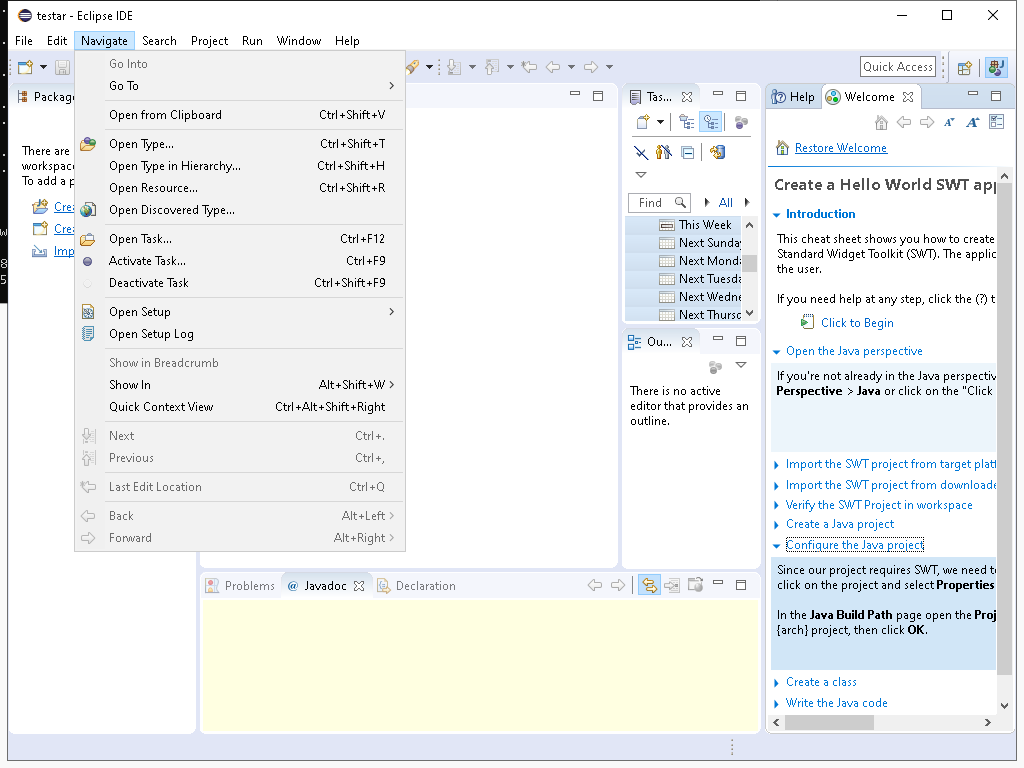 testar - Eclipse IDE
File Edit Navigate Search Project Run Window Help
Quick Access
Go Into
Go To
Open from Clipboard Ctrl+Shift+V
Open Type... Ctrl+Shift+T
Open Type in Hierarchy... Ctrl+Shift+H
Open Resource... Ctrl+Shift+R
Open Discovered Type...
Open Task... Ctrl+F12
Activate Task... Ctrl+F9
Deactivate Task Ctrl+Shift+F9
Open Setup
Open Setup Log
Show in Breadcrumb
Show In Alt+Shift+W
Quick Context View Ctrl+Alt+Shift+Right
Next Ctrl+.
Previous Ctrl+,
Last Edit Location Ctrl+Q
Back Alt+Left
Forward Alt+Right
Packag
There are
workspac
To add a p
Crea
Crea
Imp
Tas...
Find All
This Week
Next Sunday
Next Monda
Next Tuesda
Next Wedne
Next Thursd
Ou...
There is no active
editor that provides an
outline.
Problems @ Javadoc Declaration
Help Welcome
Restore Welcome
Create a Hello World SWT app
Introduction
This cheat sheet shows you how to create
Standard Widget Toolkit (SWT). The applic
the user.
If you need help at any step, click the (?) t
Click to Begin
Open the Java perspective
If you're not already in the Java perspectiv
Perspective > Java or click on the "Click
Import the SWT project from target platf
Import the SWT project from downloade
Verify the SWT Project in workspace
Create a Java project
Configure the Java project
Since our project requires SWT, we need to
click on the project and select Properties
In the Java Build Path page open the Proj
{arch} project, then click OK.
Create a class
Write the Java code